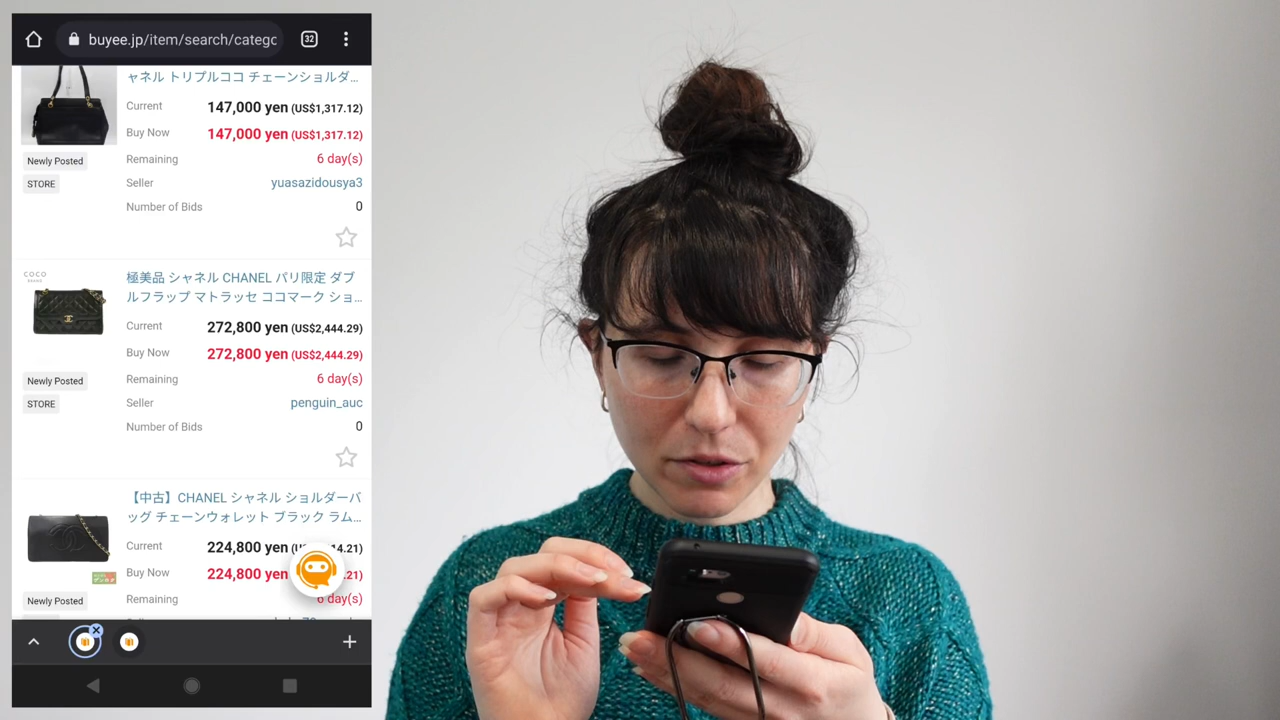 buyee.jp/item/search/categc
32
ャネル トリプルココ チェーンショルダ...
Current 147,000 yen (US$1,317.12)
Buy Now 147,000 yen (US$1,317.12)
Newly Posted
Remaining 6 day(s)
STORE
Seller yuasazidousya3
Number of Bids 0
COCO
極美品 シャネル CHANEL パリ限定 ダブ
ルフラップ マトラッセ ココマーク ショ...
Current 272,800 yen (US$2,444.29)
Buy Now 272,800 yen (US$2,444.29)
Newly Posted
Remaining 6 day(s)
STORE
Seller penguin_auc
Number of Bids 0
【中古】CHANEL シャネル ショルダーバ
ッグ チェーンウォレット ブラック ラム...
Current 224,800 yen (US 14.21)
Buy Now 224,800 yen .21)
Newly Posted
Remaining 6 day(s)